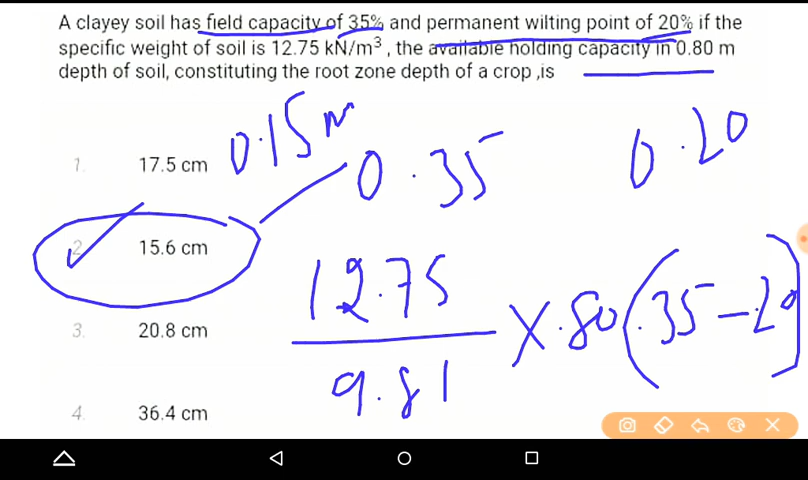 A clayey soil has field capacity of 35% and permanent wilting point of 20% if the
specific weight of soil is 12.75 kN/m³ , the available holding capacity in 0.80 m
depth of soil, constituting the root zone depth of a crop ,is
0.15 m
1. 17.5 cm
0.35
0.20
2. 15.6 cm
12.75
3. 20.8 cm
× .80 (.35 - .20)
9.81
4. 36.4 cm